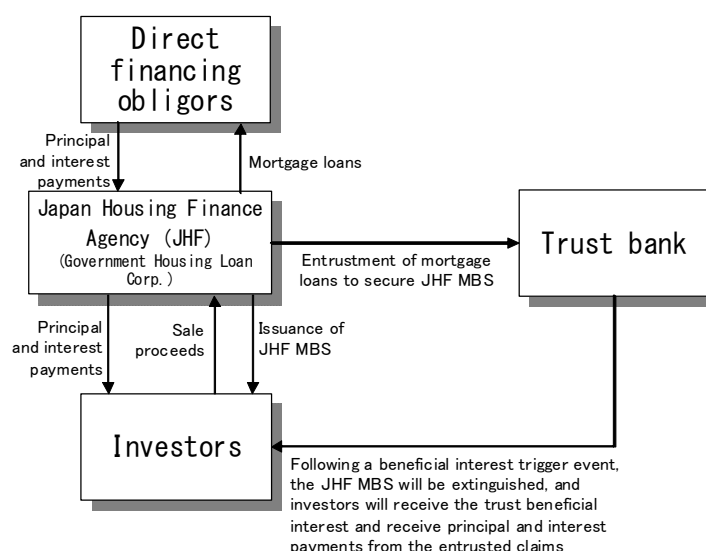 Direct
financing
obligors
Principal
and interest
payments
Mortgage loans
Japan Housing Finance
Agency (JHF)
(Government Housing Loan
Corp.)
Entrustment of mortgage
loans to secure JHF MBS
Trust bank
Principal
and interest
payments
Sale
proceeds
Issuance of
JHF MBS
Investors
Following a beneficial interest trigger event,
the JHF MBS will be extinguished, and
investors will receive the trust beneficial
interest and receive principal and interest
payments from the entrusted claims